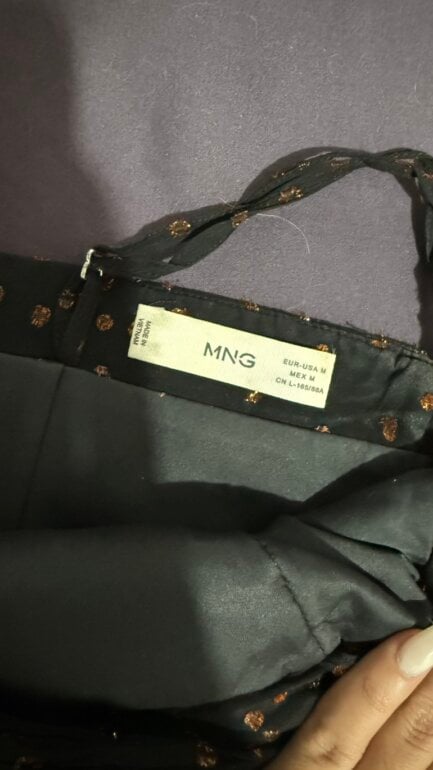 MADE IN
VIETNAM
MNG
EUR-USA M
MEX M
CN L-165/88A